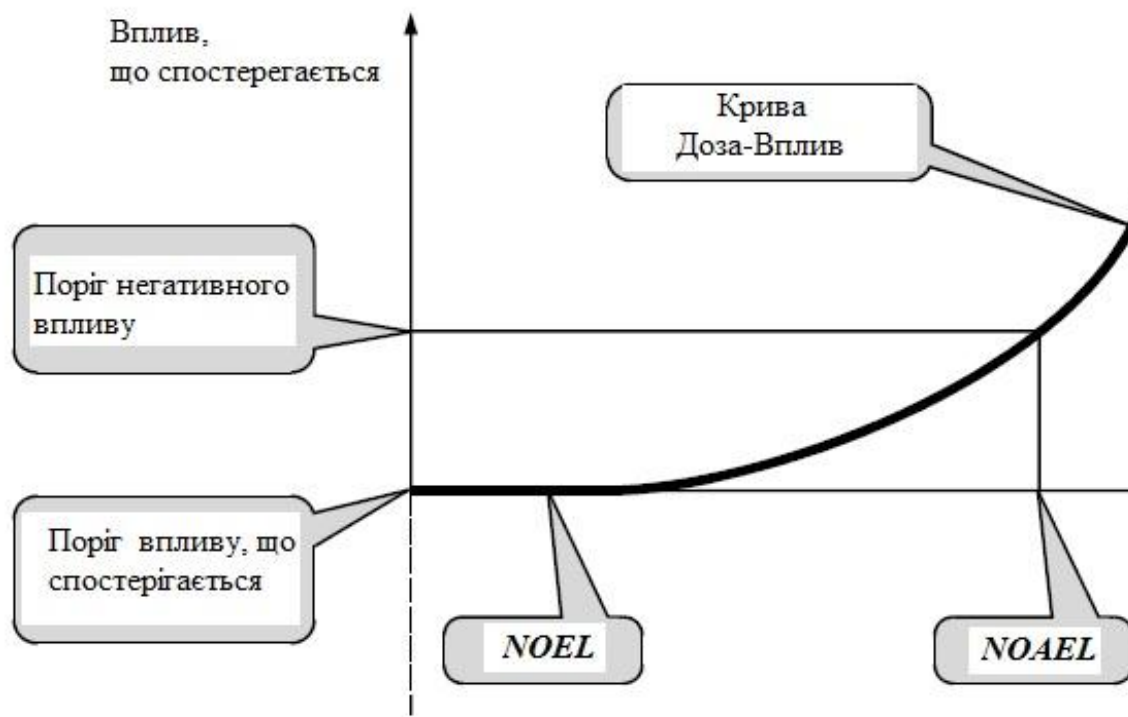 Вплив,
що спостерегається
Крива
Доза-Вплив
Поріг негативного
впливу
Поріг впливу, що
спостерігається
NOEL
NOAEL